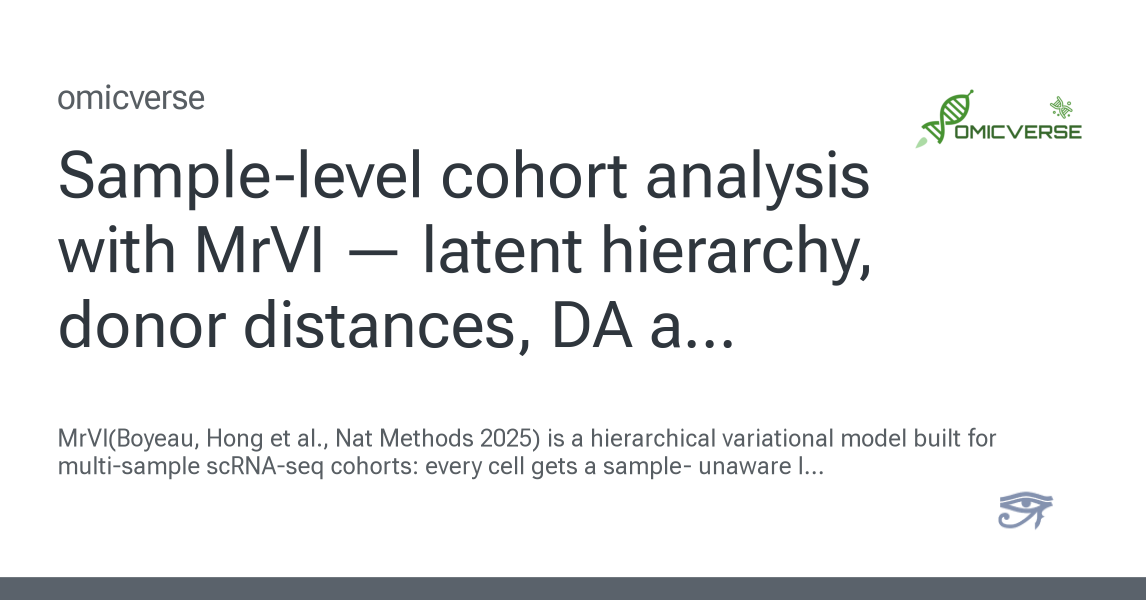 omicverse
OMICVERSE
Sample-level cohort analysis
with MrVI — latent hierarchy,
donor distances, DA a...
MrVI(Boyeau, Hong et al., Nat Methods 2025) is a hierarchical variational model built for
multi-sample scRNA-seq cohorts: every cell gets a sample- unaware l...